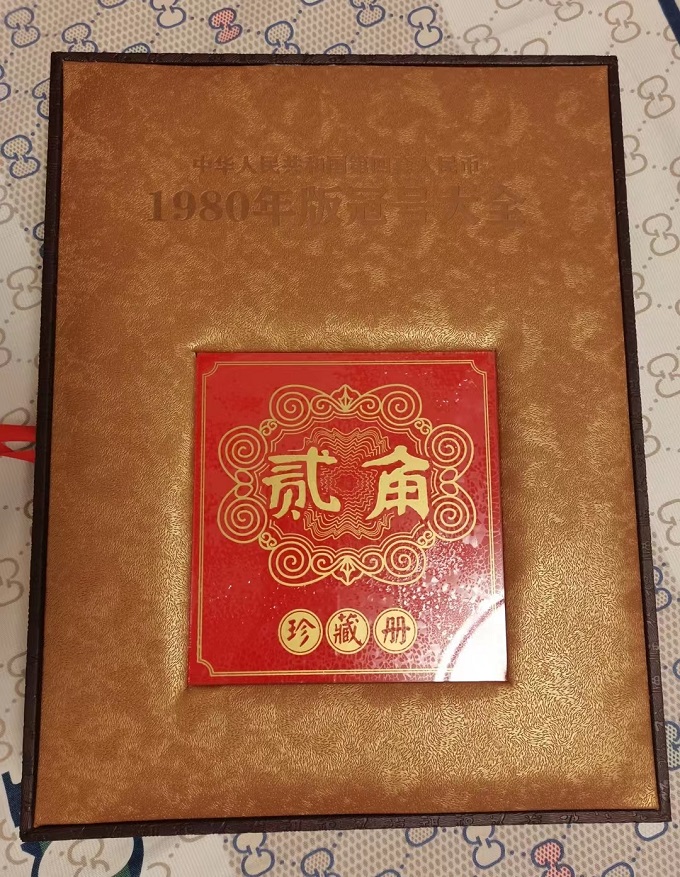 中华人民共和国第四套人民币
1980年版冠号大全
贰角
珍藏册